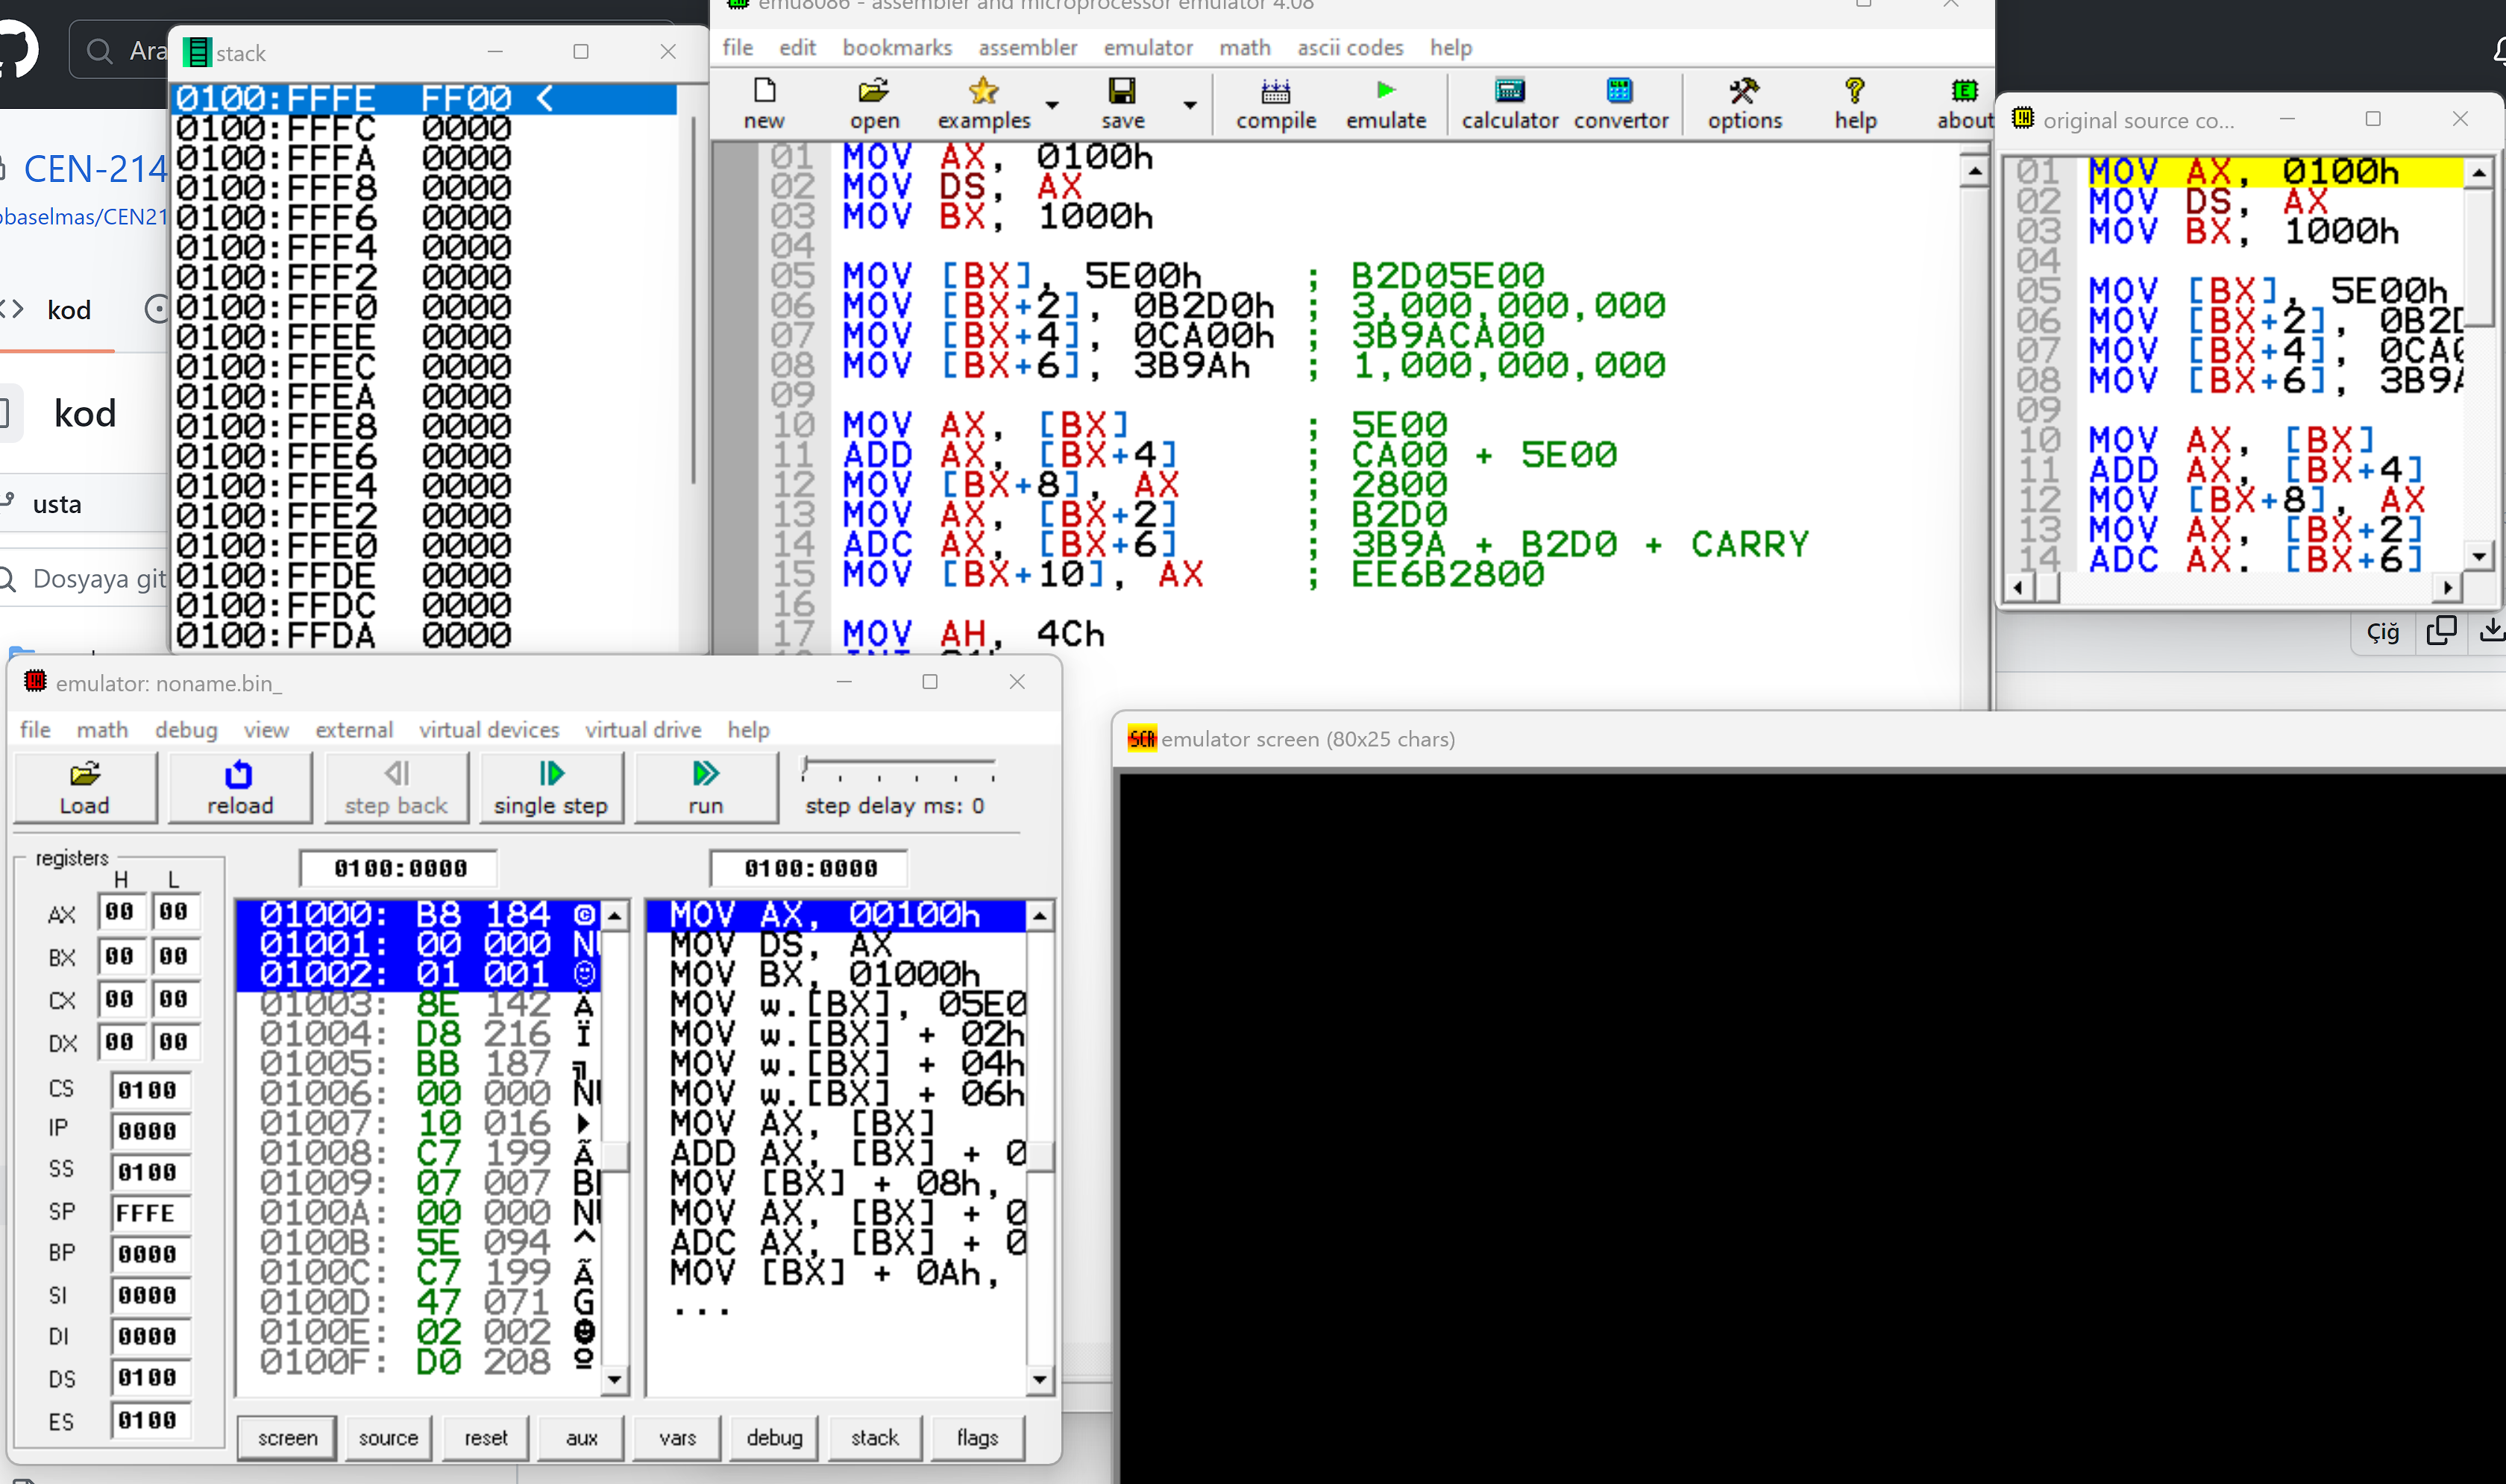 Ara
CEN-214
baselmas/CEN21
kod
kod
usta
Dosyaya git
stack
0100:FFFE FF00 <
0100:FFFC 0000
0100:FFFA 0000
0100:FFF8 0000
0100:FFF6 0000
0100:FFF4 0000
0100:FFF2 0000
0100:FFF0 0000
0100:FFEE 0000
0100:FFEC 0000
0100:FFEA 0000
0100:FFE8 0000
0100:FFE6 0000
0100:FFE4 0000
0100:FFE2 0000
0100:FFE0 0000
0100:FFDE 0000
0100:FFDC 0000
0100:FFDA 0000
emu8086 - assembler and microprocessor emulator 4.08
file edit bookmarks assembler emulator math ascii codes help
new open examples save compile emulate calculator convertor options help about
01 MOV AX, 0100h
02 MOV DS, AX
03 MOV BX, 1000h
04
05 MOV [BX], 5E00h ; B2D05E00
06 MOV [BX+2], 0B2D0h ; 3,000,000,000
07 MOV [BX+4], 0CA00h ; 3B9ACA00
08 MOV [BX+6], 3B9Ah ; 1,000,000,000
09
10 MOV AX, [BX] ; 5E00
11 ADD AX, [BX+4] ; CA00 + 5E00
12 MOV [BX+8], AX ; 2800
13 MOV AX, [BX+2] ; B2D0
14 ADC AX, [BX+6] ; 3B9A + B2D0 + CARRY
15 MOV [BX+10], AX ; EE6B2800
16
17 MOV AH, 4Ch
original source co...
01 MOV AX, 0100h
02 MOV DS, AX
03 MOV BX, 1000h
04
05 MOV [BX], 5E00h
06 MOV [BX+2], 0B2D
07 MOV [BX+4], 0CA0
08 MOV [BX+6], 3B9A
09
10 MOV AX, [BX]
11 ADD AX, [BX+4]
12 MOV [BX+8], AX
13 MOV AX, [BX+2]
14 ADC AX, [BX+6]
Çiğ
emulator: noname.bin_
file math debug view external virtual devices virtual drive help
Load reload step back single step run step delay ms: 0
registers
H L
AX 00 00
BX 00 00
CX 00 00
DX 00 00
CS 0100
IP 0000
SS 0100
SP FFFE
BP 0000
SI 0000
DI 0000
DS 0100
ES 0100
0100:0000
01000: B8 184 ©
01001: 00 000 NU
01002: 01 001 ☺
01003: 8E 142 Ä
01004: D8 216 Ï
01005: BB 187 ╗
01006: 00 000 NU
01007: 10 016 ►
01008: C7 199 Ã
01009: 07 007 BE
0100A: 00 000 NU
0100B: 5E 094 ^
0100C: C7 199 Ã
0100D: 47 071 G
0100E: 02 002 ☻
0100F: D0 208 º
0100:0000
MOV AX, 00100h
MOV DS, AX
MOV BX, 01000h
MOV w.[BX], 05E0
MOV w.[BX] + 02h
MOV w.[BX] + 04h
MOV w.[BX] + 06h
MOV AX, [BX]
ADD AX, [BX] + 0
MOV [BX] + 08h,
MOV AX, [BX] + 0
ADC AX, [BX] + 0
MOV [BX] + 0Ah,
...
screen source reset aux vars debug stack flags
SCR emulator screen (80x25 chars)